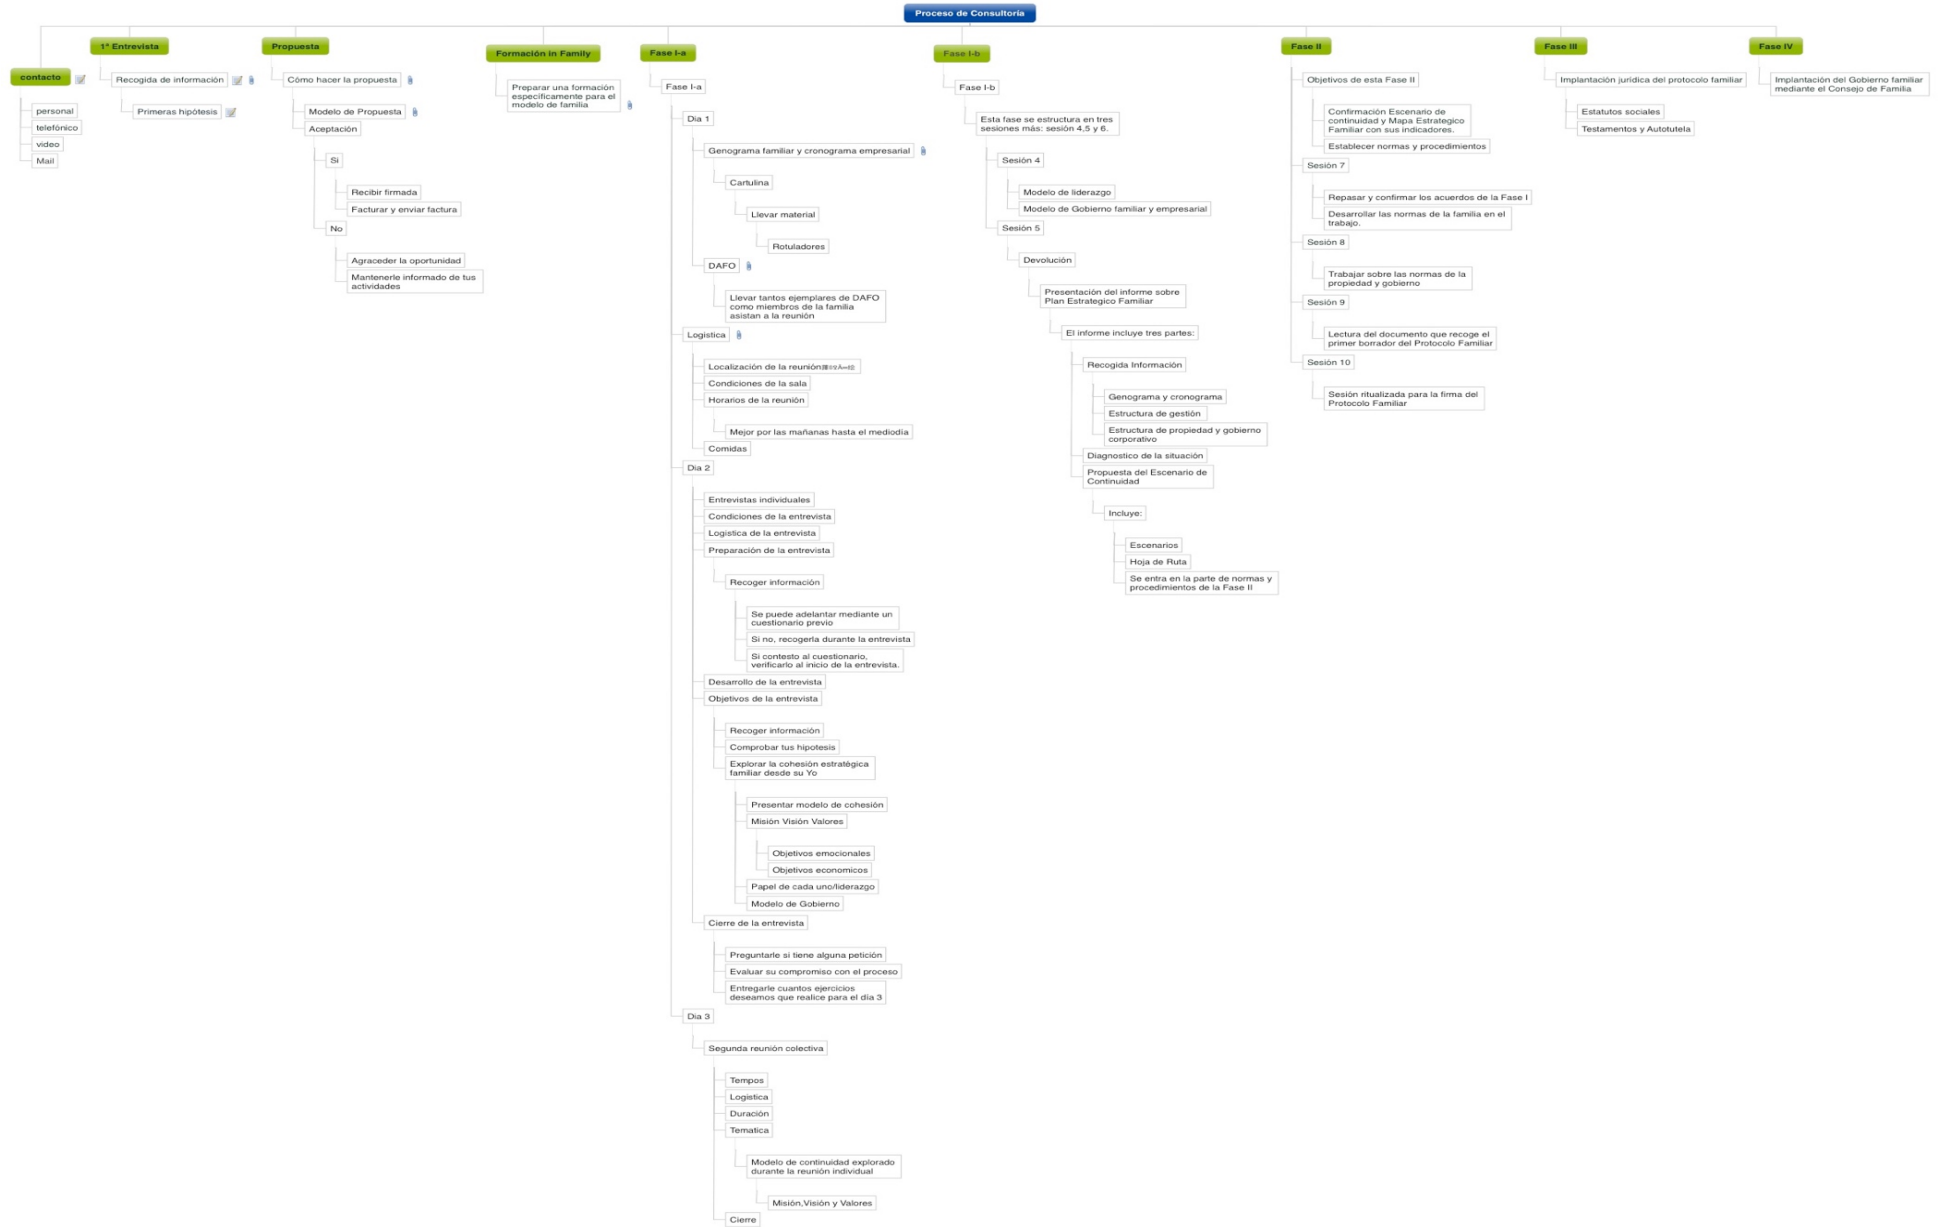 Proceso de Consultoría
contacto
personal
telefónico
video
Mail
1ª Entrevista
Recogida de información
Primeras hipótesis
Propuesta
Cómo hacer la propuesta
Modelo de Propuesta
Aceptación
Si
Recibir firmada
Facturar y enviar factura
No
Agraceder la oportunidad
Mantenerle informado de tus
actividades
Formación in Family
Preparar una formación
específicamente para el
modelo de familia
Fase I-a
Fase I-a
Dia 1
Genograma familiar y cronograma empresarial
Cartulina
Llevar material
Rotuladores
DAFO
Llevar tantos ejemplares de DAFO
como miembros de la familia
asistan a la reunión
Logistica
Localización de la reunión
Condiciones de la sala
Horarios de la reunión
Mejor por las mañanas hasta el mediodía
Comidas
Dia 2
Entrevistas individuales
Condiciones de la entrevista
Logistica de la entrevista
Preparación de la entrevista
Recoger información
Se puede adelantar mediante un
cuestionario previo
Si no, recogerla durante la entrevista
Si contesto al cuestionario,
verificarlo al inicio de la entrevista.
Desarrollo de la entrevista
Objetivos de la entrevista
Recoger información
Comprobar tus hipotesis
Explorar la cohesión estratégica
familiar desde su Yo
Presentar modelo de cohesión
Misión Visión Valores
Objetivos emocionales
Objetivos economicos
Papel de cada uno/liderazgo
Modelo de Gobierno
Cierre de la entrevista
Preguntarle si tiene alguna petición
Evaluar su compromiso con el proceso
Entregarle cuantos ejercicios
deseamos que realice para el día 3
Dia 3
Segunda reunión colectiva
Tempos
Logistica
Duración
Tematica
Modelo de continuidad explorado
durante la reunión individual
Misión,Visión y Valores
Cierre
Fase I-b
Fase I-b
Esta fase se estructura en tres
sesiones más: sesión 4,5 y 6.
Sesión 4
Modelo de liderazgo
Modelo de Gobierno familiar y empresarial
Sesión 5
Devolución
Presentación del informe sobre
Plan Estrategico Familiar
El informe incluye tres partes:
Recogida Información
Genograma y cronograma
Estructura de gestión
Estructura de propiedad y gobierno
corporativo
Diagnostico de la situación
Propuesta del Escenario de
Continuidad
Incluye:
Escenarios
Hoja de Ruta
Se entra en la parte de normas y
procedimientos de la Fase II
Fase II
Objetivos de esta Fase II
Confirmación Escenario de
continuidad y Mapa Estrategico
Familiar con sus indicadores.
Establecer normas y procedimientos
Sesión 7
Repasar y confirmar los acuerdos de la Fase I
Desarrollar las normas de la familia en el
trabajo.
Sesión 8
Trabajar sobre las normas de la
propiedad y gobierno
Sesión 9
Lectura del documento que recoge el
primer borrador del Protocolo Familiar
Sesión 10
Sesión ritualizada para la firma del
Protocolo Familiar
Fase III
Implantación jurídica del protocolo familiar
Estatutos sociales
Testamentos y Autotutela
Fase IV
Implantación del Gobierno familiar
mediante el Consejo de Familia